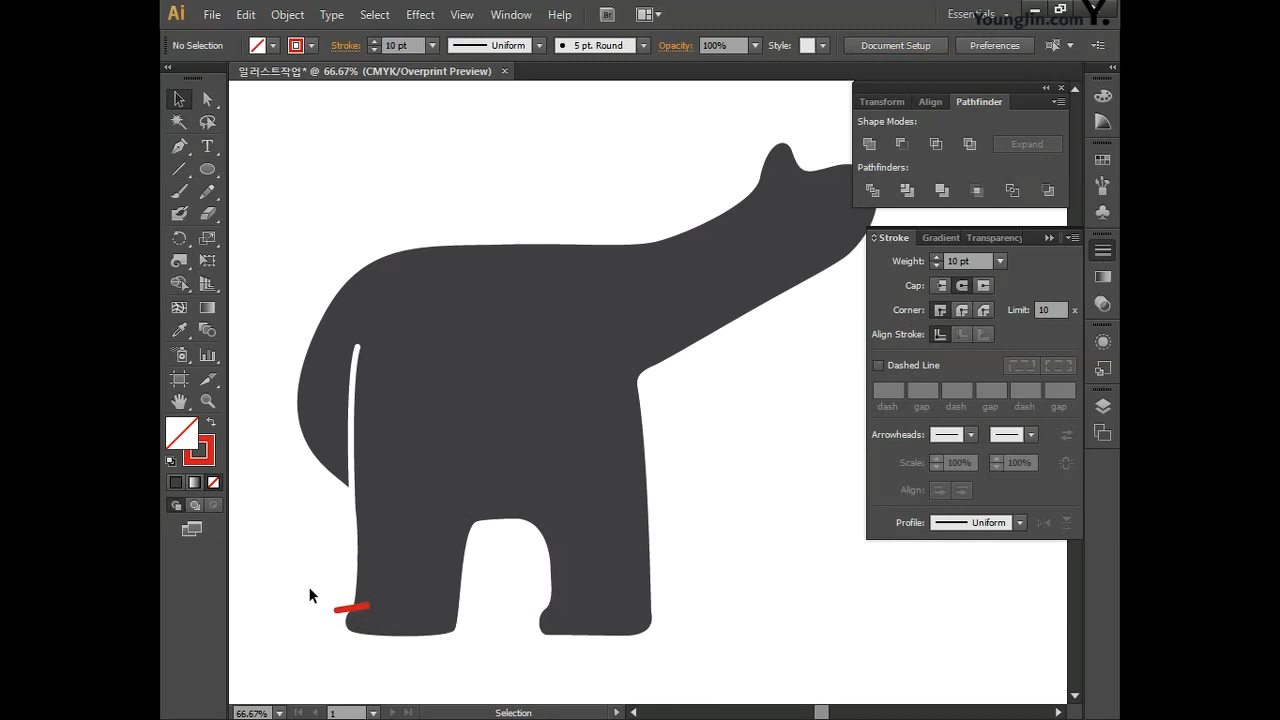 Ai File Edit Object Type Select Effect View Window Help Br Essentials
YoungJin.com Y.
No Selection Stroke: 10 pt Uniform 5 pt. Round Opacity: 100% Style: Document Setup Preferences
일러스트작업* @ 66.67% (CMYK/Overprint Preview)
Transform Align Pathfinder
Shape Modes:
Expand
Pathfinders:
Stroke Gradient Transparency
Weight: 10 pt
Cap:
Corner: Limit: 10 x
Align Stroke:
Dashed Line
dash gap dash gap dash gap
Arrowheads:
Scale: 100% 100%
Align:
Profile: Uniform
66.67% 1 Selection